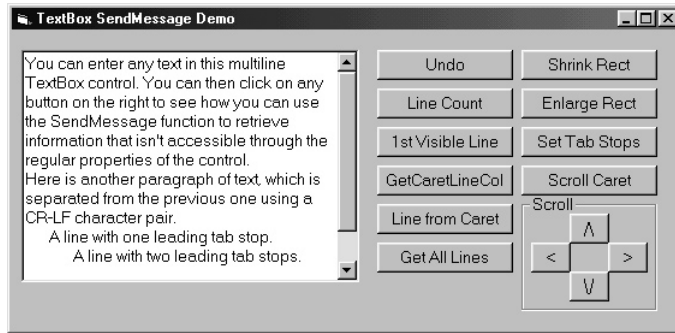 TextBox SendMessage Demo
You can enter any text in this multiline
TextBox control. You can then click on any
button on the right to see how you can use
the SendMessage function to retrieve
information that isn't accessible through the
regular properties of the control.
Here is another paragraph of text, which is
separated from the previous one using a
CR-LF character pair.
A line with one leading tab stop.
A line with two leading tab stops.
Undo
Line Count
1st Visible Line
GetCaretLineCol
Line from Caret
Get All Lines
Shrink Rect
Enlarge Rect
Set Tab Stops
Scroll Caret
Scroll
/\
<
>
\/